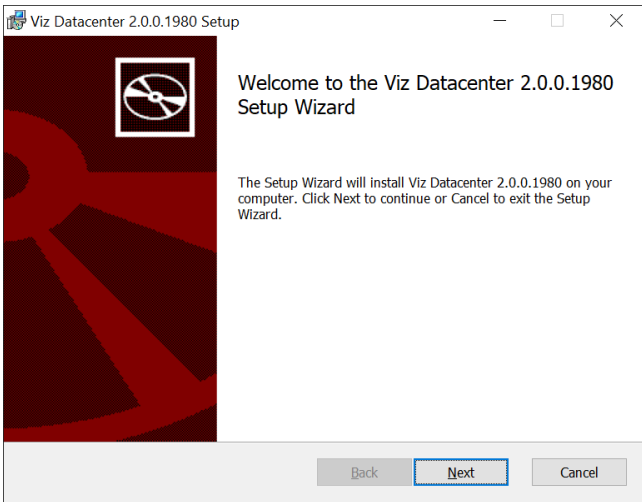 Viz Datacenter 2.0.0.1980 Setup
Welcome to the Viz Datacenter 2.0.0.1980
Setup Wizard
The Setup Wizard will install Viz Datacenter 2.0.0.1980 on your
computer. Click Next to continue or Cancel to exit the Setup
Wizard.
Back
Next
Cancel